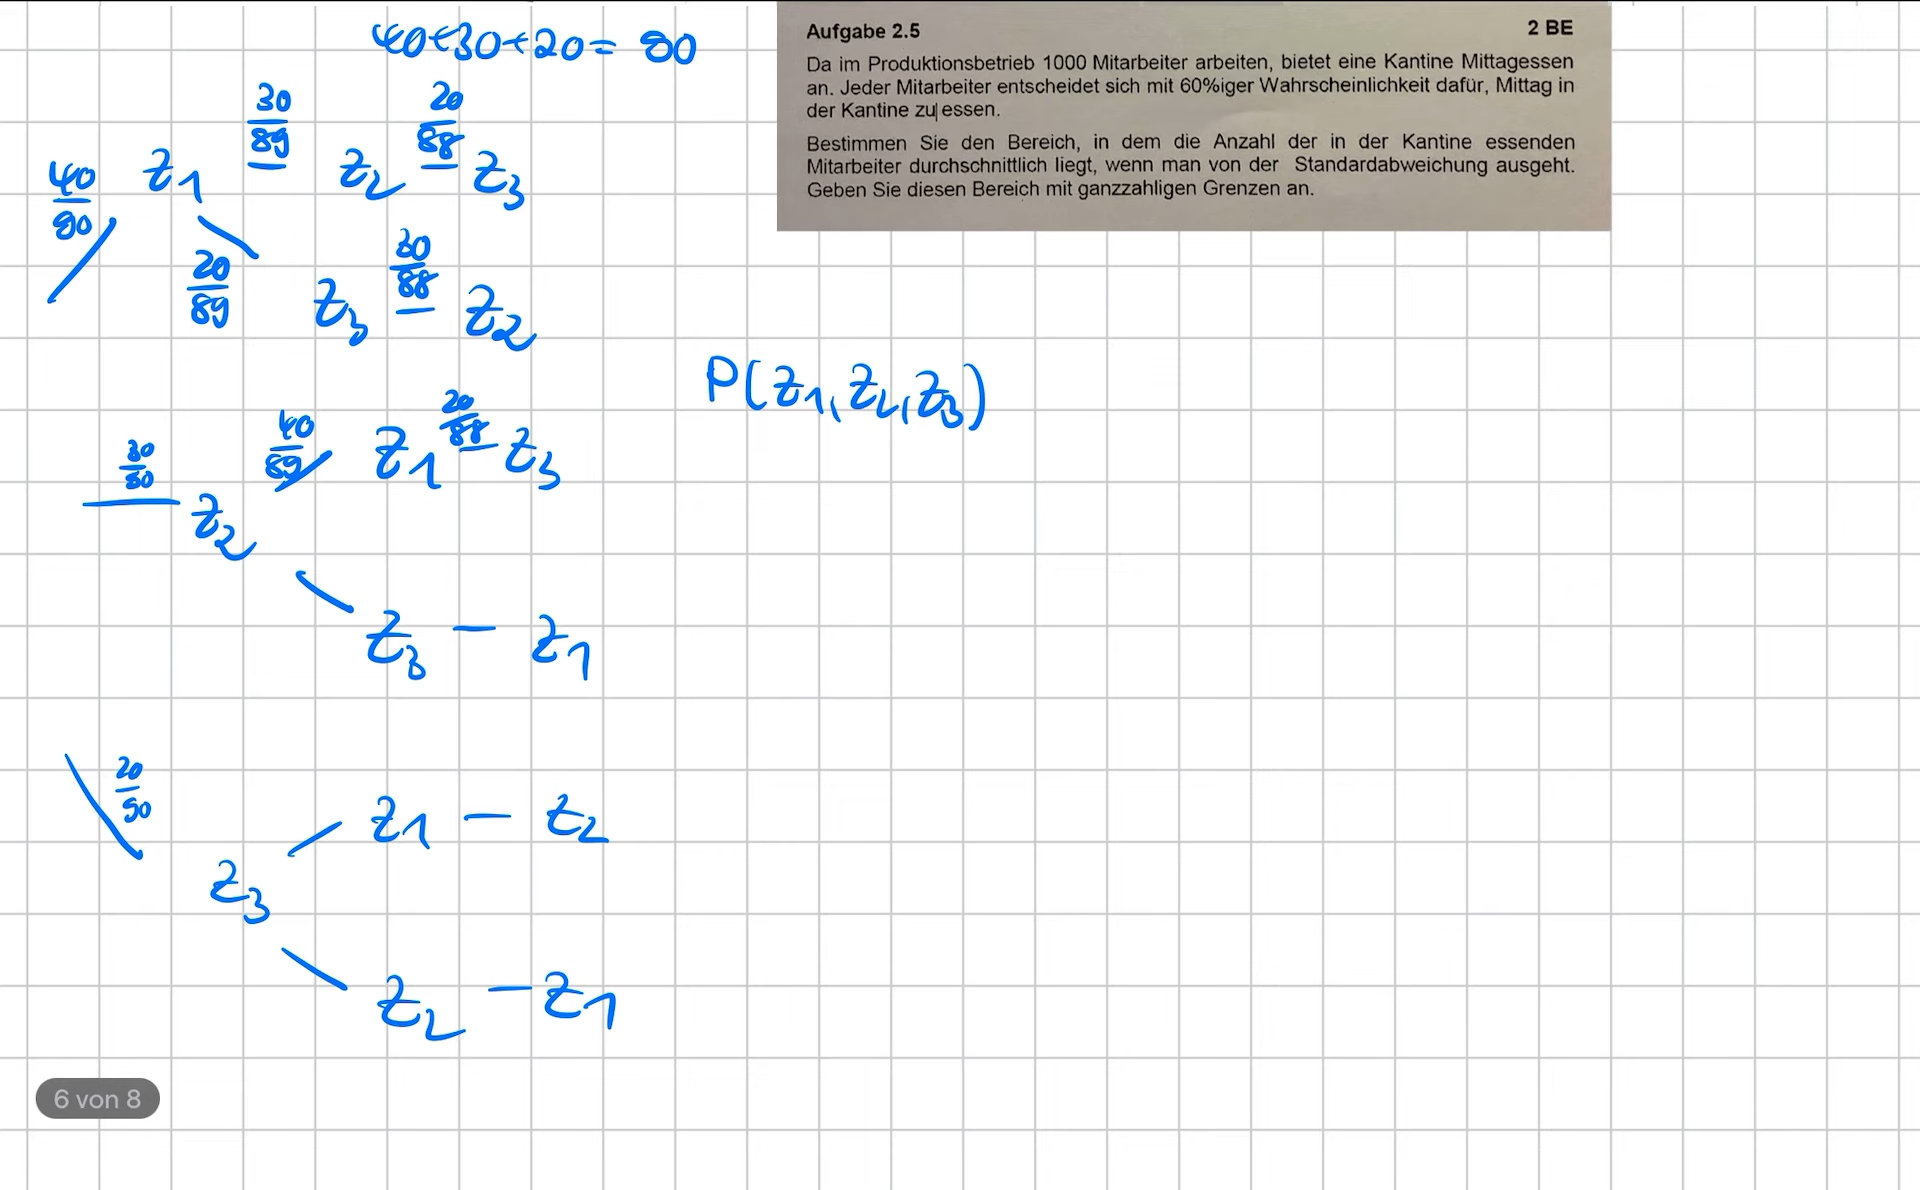 40+30+20=90
Aufgabe 2.5 2 BE
Da im Produktionsbetrieb 1000 Mitarbeiter arbeiten, bietet eine Kantine Mittagessen
an. Jeder Mitarbeiter entscheidet sich mit 60%iger Wahrscheinlichkeit dafür, Mittag in
der Kantine zu essen.
Bestimmen Sie den Bereich, in dem die Anzahl der in der Kantine essenden
Mitarbeiter durchschnittlich liegt, wenn man von der Standardabweichung ausgeht.
Geben Sie diesen Bereich mit ganzzahligen Grenzen an.
40/90 Z1 30/89 Z2 20/88 Z3
20/89 Z3 30/88 Z2
P(Z1, Z2, Z3)
30/90 Z2 40/89 Z1 20/88 Z3
Z3 – Z1
20/90 Z3
Z1 – Z2
Z2 – Z1
6 von 8